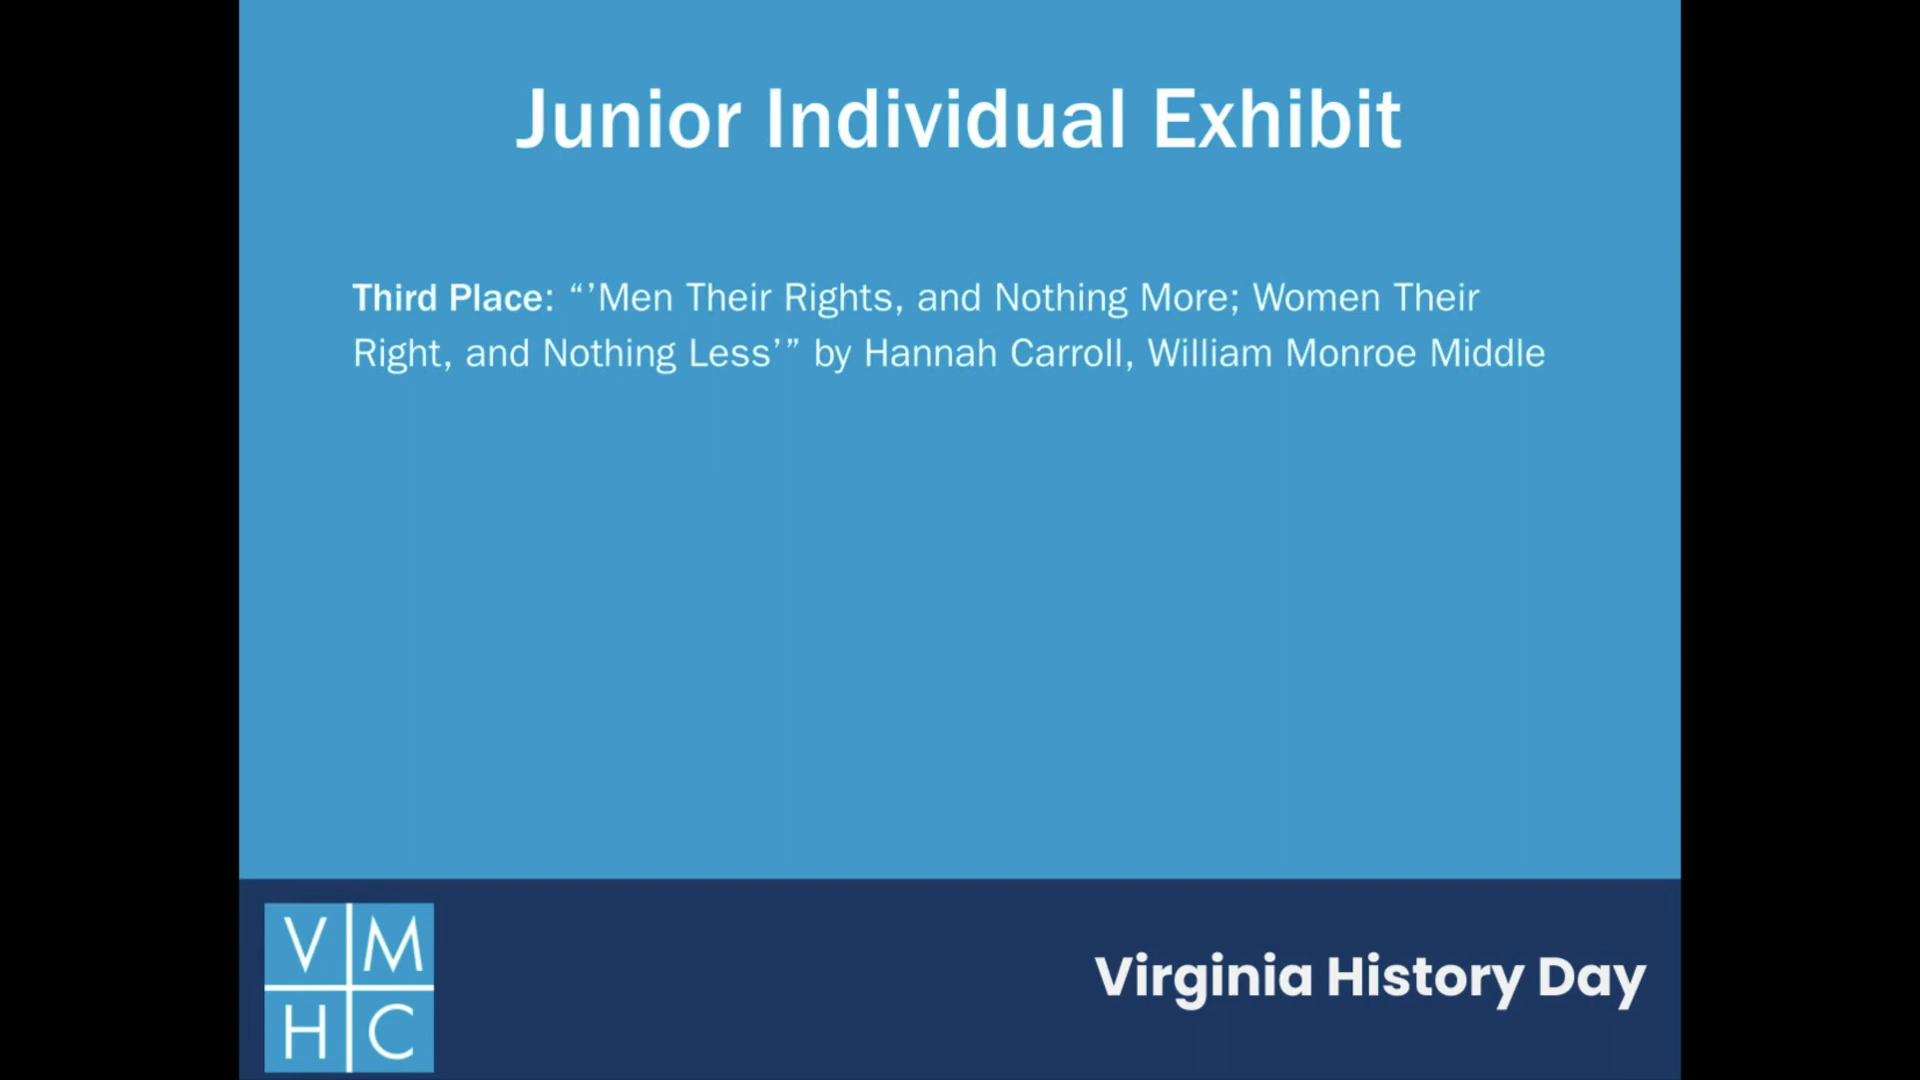 Junior Individual Exhibit
Third Place: “’Men Their Rights, and Nothing More; Women Their
Right, and Nothing Less’” by Hannah Carroll, William Monroe Middle
V M
H C
Virginia History Day